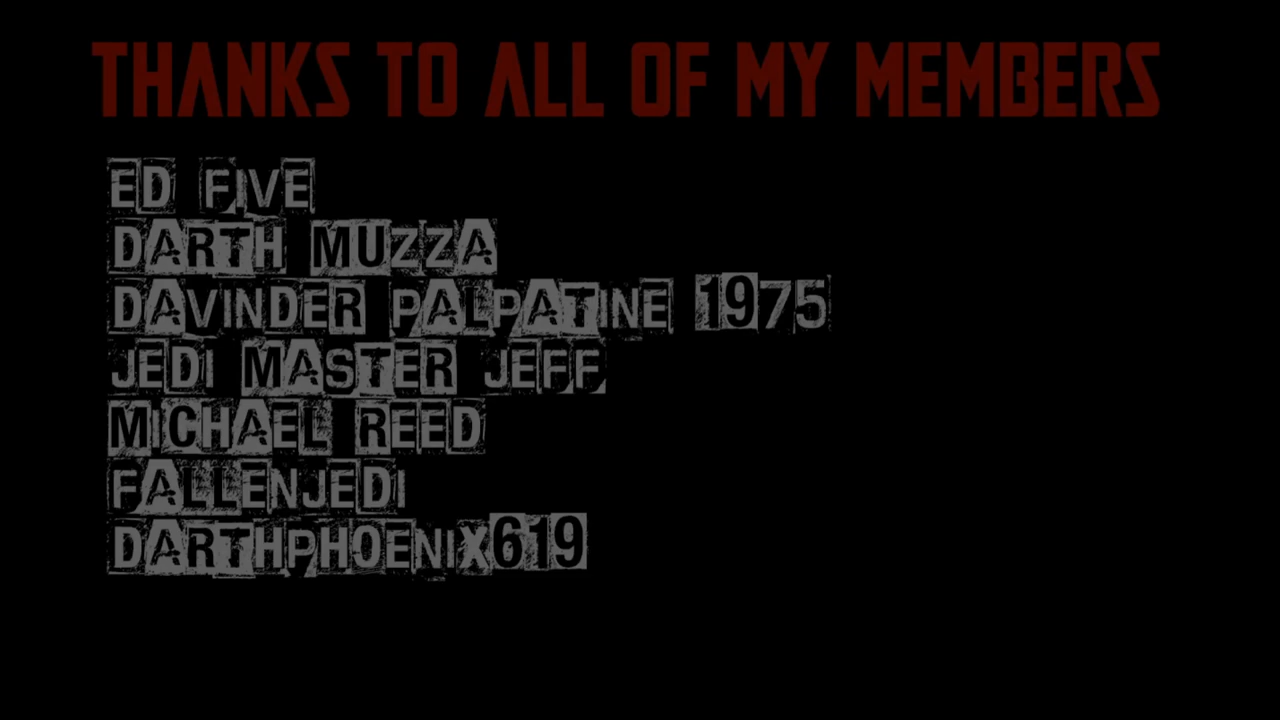 THANKS TO ALL OF MY MEMBERS
ED FIVE
DARTH MUZZA
DAVINDER PALPATINE 1975
JEDI MASTER JEFF
MICHAEL REED
FALLENJEDI
DARTHPHOENIX619